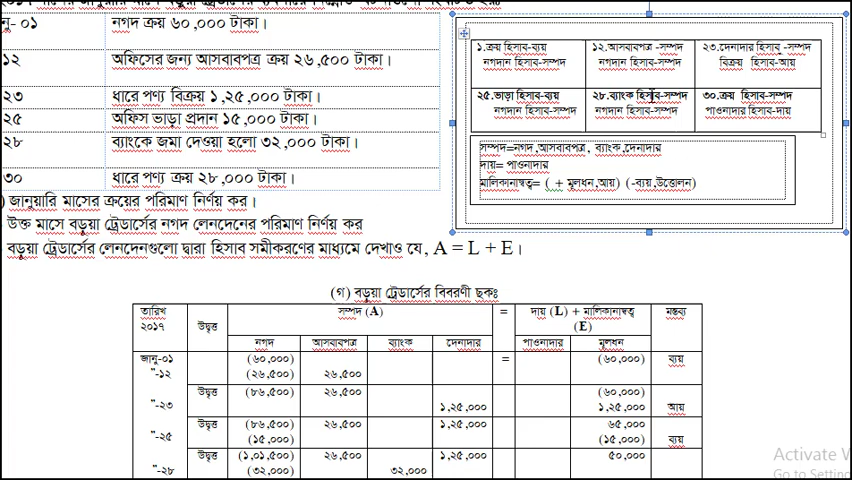 নু- ০১ নগদ ক্রয় ৬০,০০০ টাকা।
১২ অফিসের জন্য আসবাবপত্র ক্রয় ২৬,৫০০ টাকা।
২৩ ধারে পণ্য বিক্রয় ১,২৫,০০০ টাকা।
২৫ অফিস ভাড়া প্রদান ১৫,০০০ টাকা।
২৮ ব্যাংকে জমা দেওয়া হলো ৩২,০০০ টাকা।
৩০ ধারে পণ্য ক্রয় ২৮,০০০ টাকা।
) জানুয়ারি মাসের ক্রয়ের পরিমাণ নির্ণয় কর।
উক্ত মাসে বড়ুয়া ট্রেডার্সের নগদ লেনদেনের পরিমাণ নির্ণয় কর
বড়ুয়া ট্রেডার্সের লেনদেনগুলো দ্বারা হিসাব সমীকরণের মাধ্যমে দেখাও যে, A = L + E।
১.ক্রয় হিসাব-ব্যয় ১২.আসবাবপত্র -সম্পদ ২৩.দেনাদার হিসাব -সম্পদ
নগদান হিসাব-সম্পদ নগদান হিসাব-সম্পদ বিক্রয় হিসাব-আয়
২৫.ভাড়া হিসাব-ব্যয় ২৮.ব্যাংক হিসাব-সম্পদ ৩০.ক্রয় হিসাব-সম্পদ
নগদান হিসাব-সম্পদ নগদান হিসাব-সম্পদ পাওনাদার হিসাব-দায়
সম্পদ=নগদ,আসবাবপত্র, ব্যাংক,দেনাদার
দায়= পাওনাদার
মালিকানাস্বত্ব= ( + মূলধন,আয়) (-ব্যয়,উত্তোলন)
(গ) বড়ুয়া ট্রেডার্সের বিবরণী ছকঃ
তারিখ ২০১৭ উদ্বৃত্ত সম্পদ (A) = দায় (L) + মালিকানাস্বত্ব (E) মন্তব্য
নগদ আসবাবপত্র ব্যাংক দেনাদার পাওনাদার মূলধন
জানু-০১ (৬০,০০০) = (৬০,০০০) ব্যয়
"-১২ (২৬,৫০০) ২৬,৫০০
উদ্বৃত্ত (৮৬,৫০০) ২৬,৫০০ (৬০,০০০)
"-২৩ ১,২৫,০০০ ১,২৫,০০০ আয়
উদ্বৃত্ত (৮৬,৫০০) ২৬,৫০০ ১,২৫,০০০ ৬৫,০০০
"-২৫ (১৫,০০০) (১৫,০০০) ব্যয়
উদ্বৃত্ত (১,০১,৫০০) ২৬,৫০০ ১,২৫,০০০ ৫০,০০০
"-২৮ (৩২,০০০) ৩২,০০০
Activate
Go to Setting